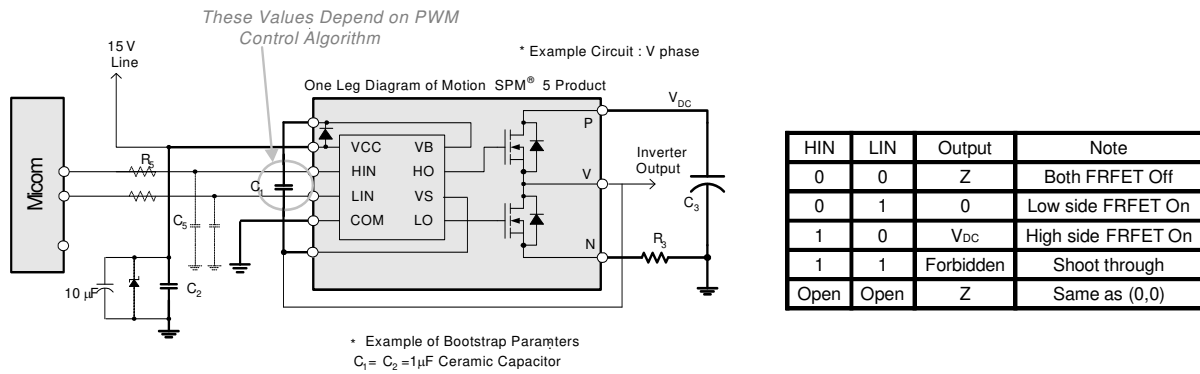 These Values Depend on PWM
Control Algorithm
15 V
Line
* Example Circuit : V phase
One Leg Diagram of Motion SPM® 5 Product
Micom
R5
C1
C5
10 µF
C2
VCC VB
HIN HO
LIN VS
COM LO
P
V
N
VDC
Inverter
Output
C3
R3
* Example of Bootstrap Paramters
C1= C2 =1µF Ceramic Capacitor
HIN LIN Output Note
0 0 Z Both FRFET Off
0 1 0 Low side FRFET On
1 0 VDC High side FRFET On
1 1 Forbidden Shoot through
Open Open Z Same as (0,0)